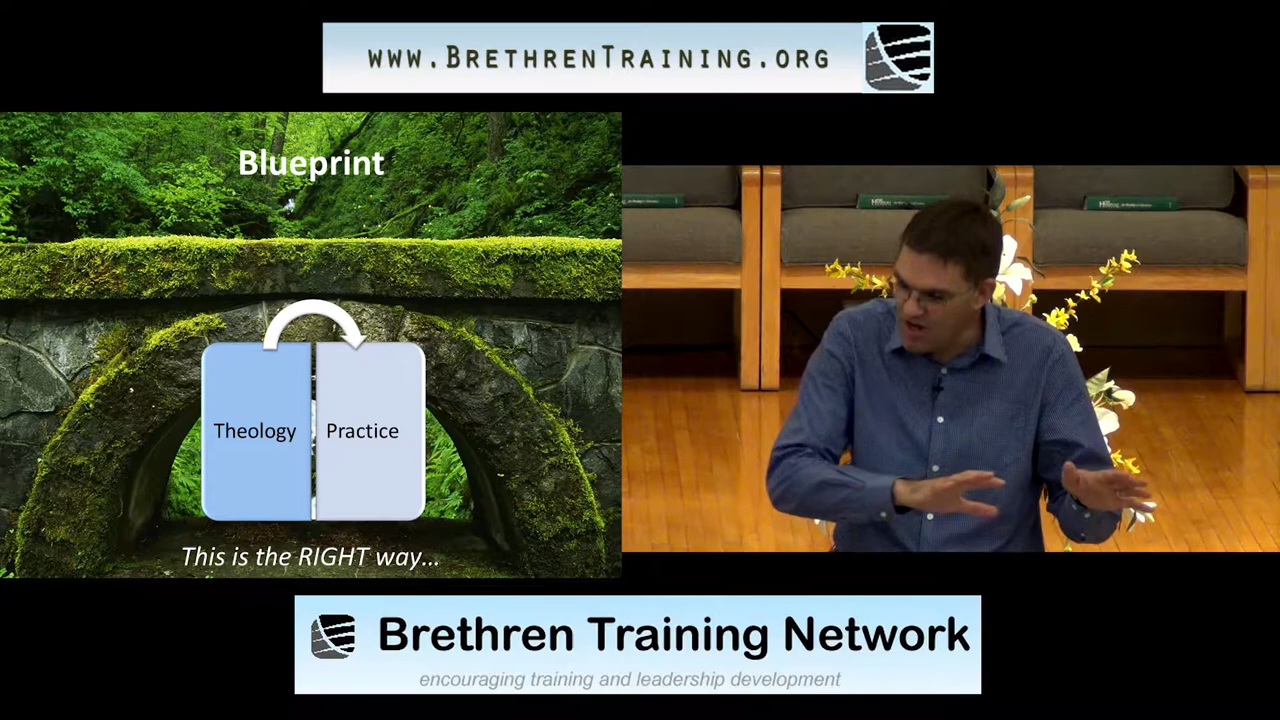 www.BrethrenTraining.org
Blueprint
Theology
Practice
This is the RIGHT way...
Brethren Training Network
encouraging training and leadership development